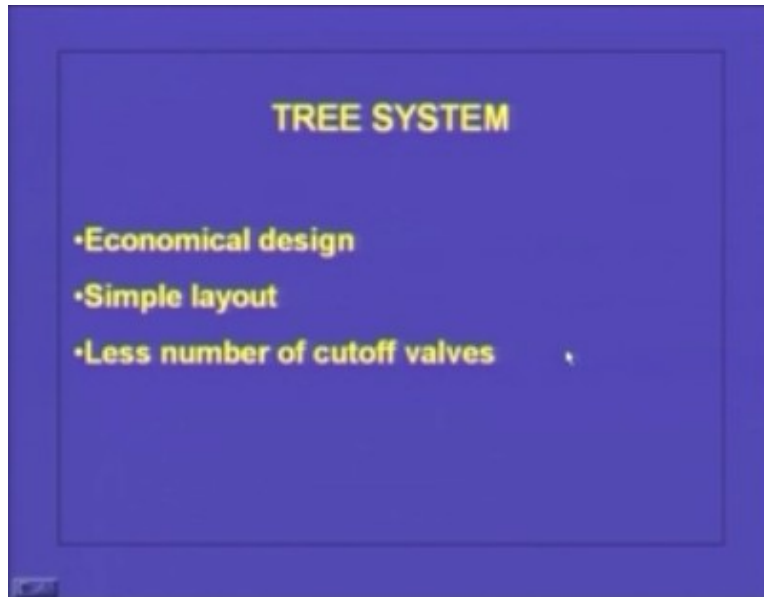 TREE SYSTEM
•Economical design
•Simple layout
•Less number of cutoff valves